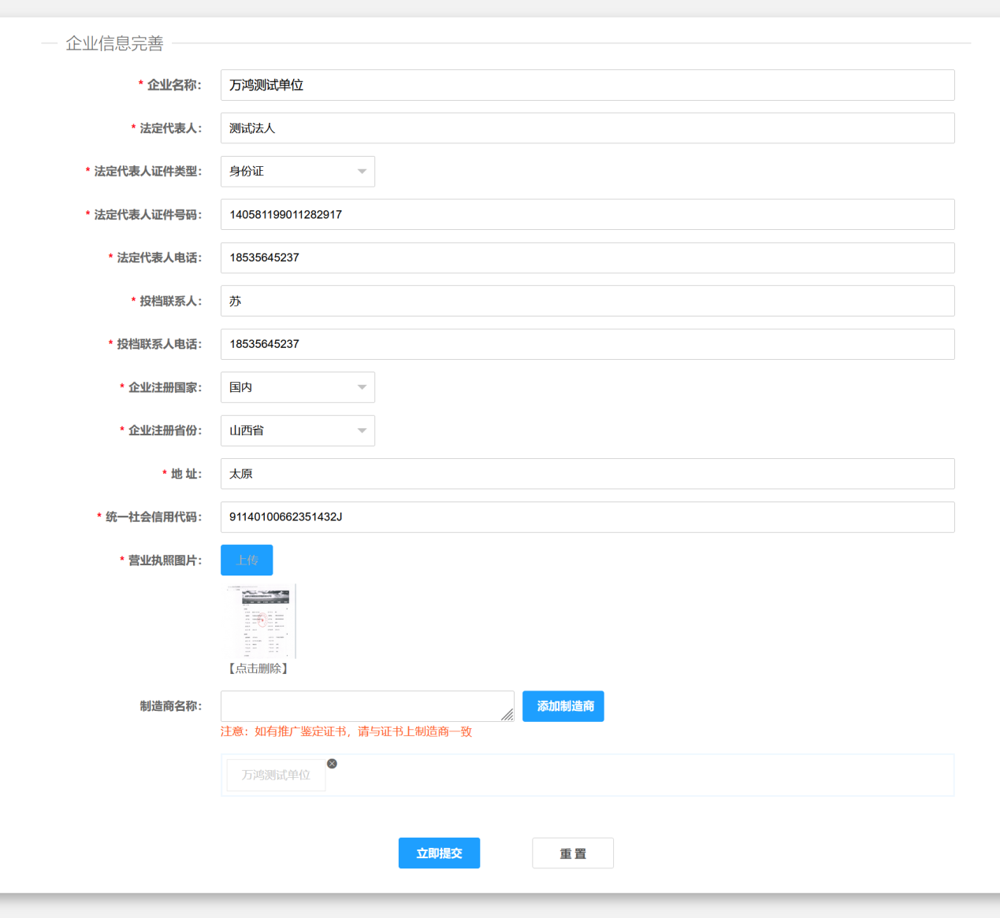 企业信息完善
* 企业名称： 万鸿测试单位
* 法定代表人： 测试法人
* 法定代表人证件类型： 身份证
* 法定代表人证件号码： 140581199011282917
* 法定代表人电话： 18535645237
* 投档联系人： 苏
* 投档联系人电话： 18535645237
* 企业注册国家： 国内
* 企业注册省份： 山西省
* 地 址： 太原
* 统一社会信用代码： 91140100662351432J
* 营业执照图片： 上传
【点击删除】
制造商名称： 添加制造商
注意：如有推广鉴定证书，请与证书上制造商一致
万鸿测试单位
立即提交 重 置